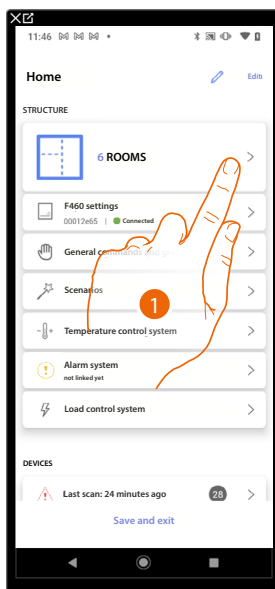 11:46
Home
Edit
STRUCTURE
6 ROOMS
F460 settings
00012e65 | Connected
General commands
Scenarios
1
Temperature control system
Alarm system
not linked yet
Load control system
DEVICES
Last scan: 24 minutes ago
28
Save and exit